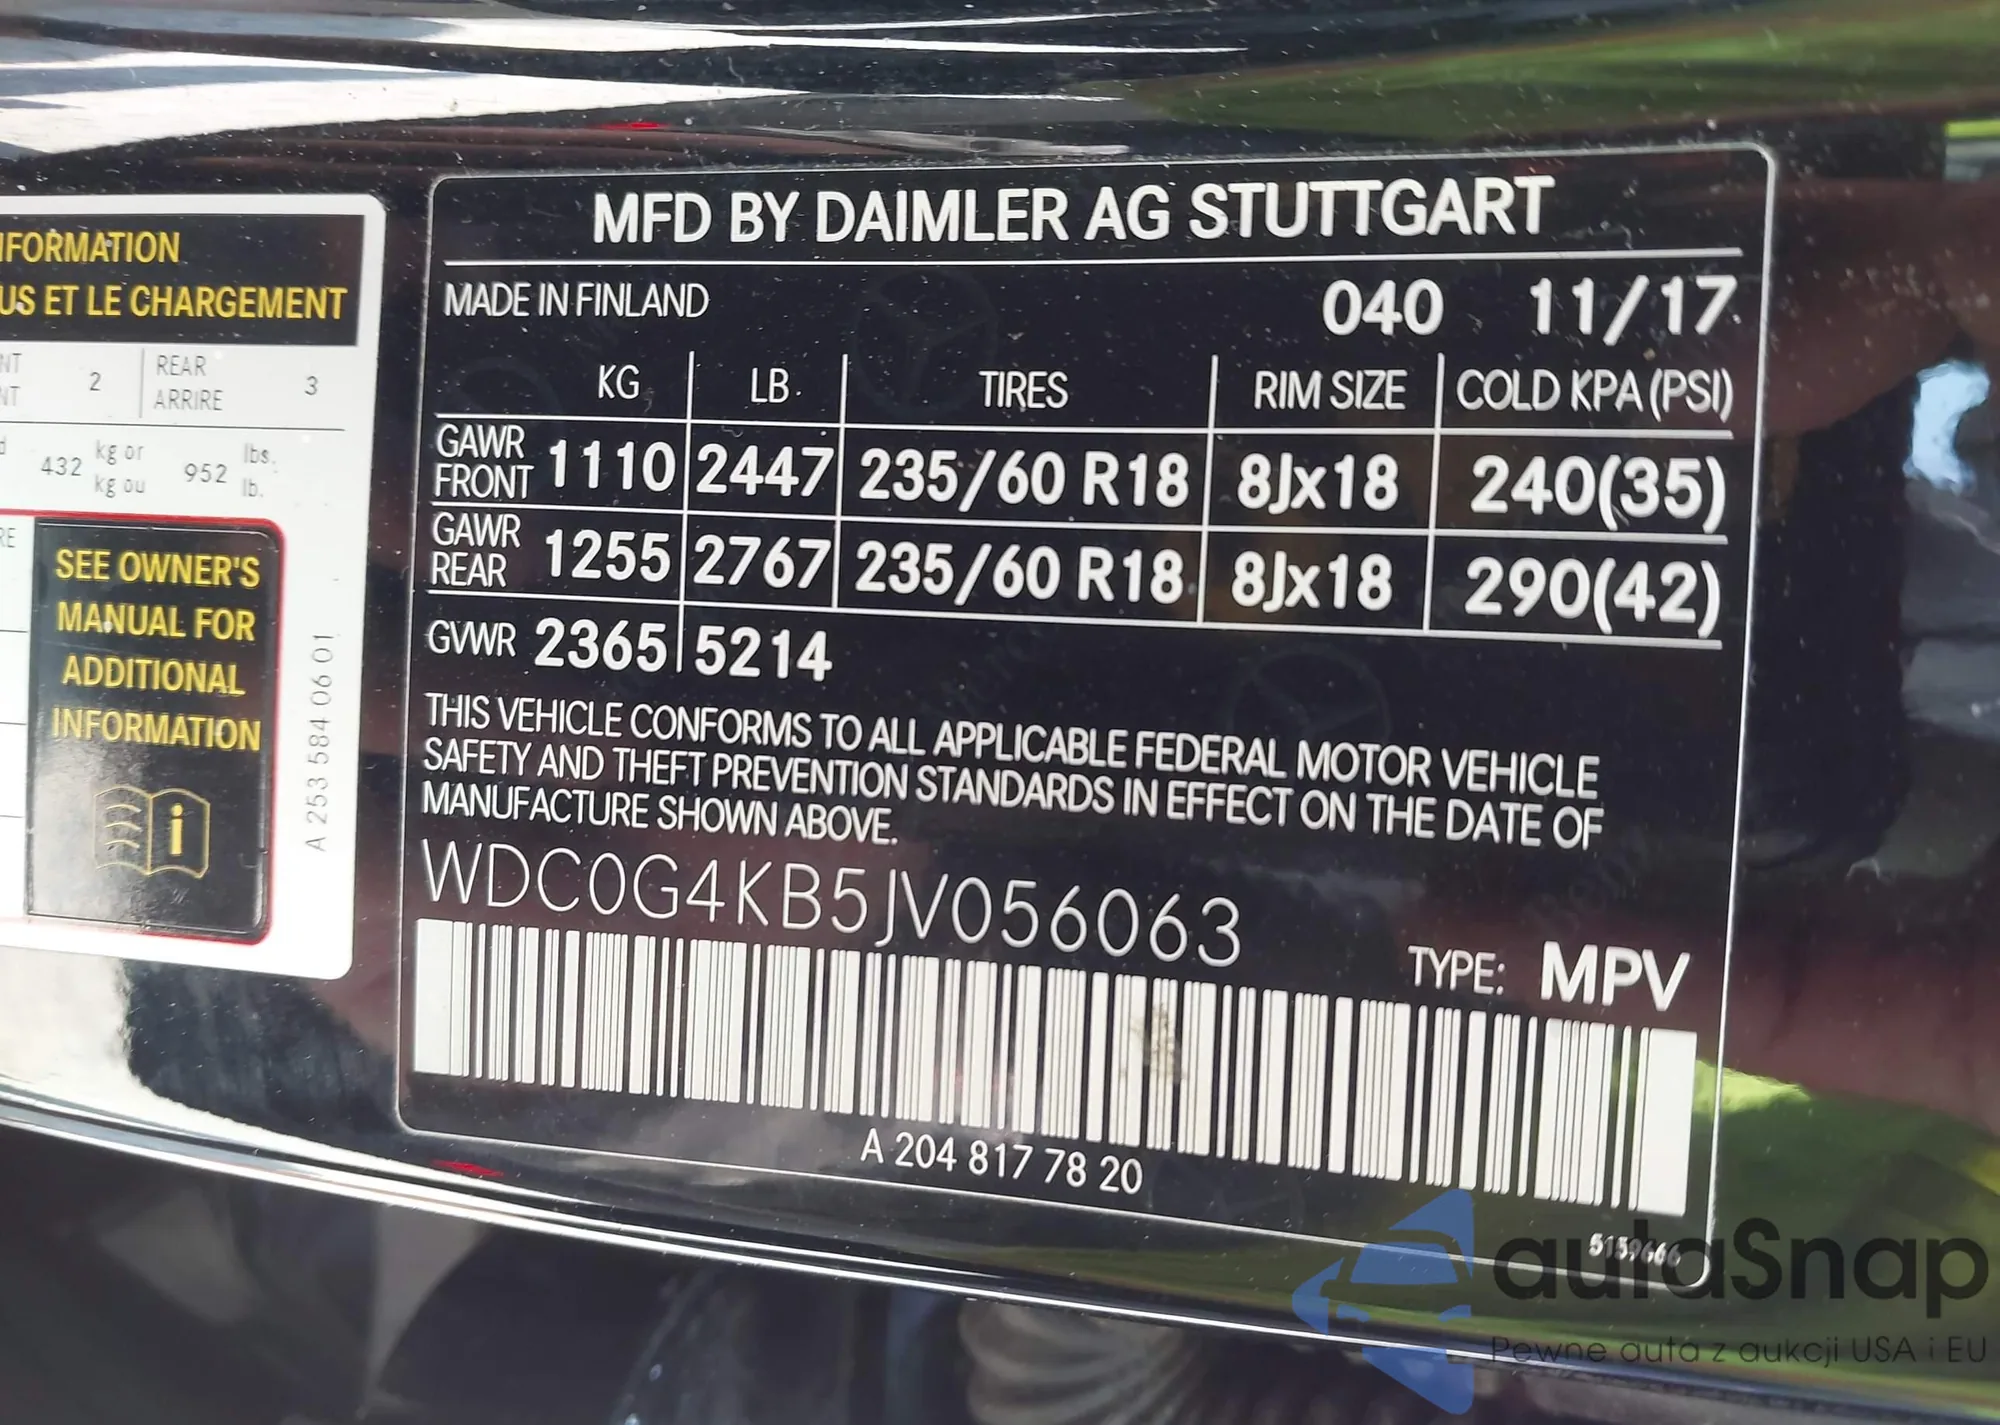 INFORMATION
US ET LE CHARGEMENT
NT
NT
2
REAR
ARRIRE
3
432 kg or
kg ou
952 lbs.
lb.
RE
SEE OWNER'S
MANUAL FOR
ADDITIONAL
INFORMATION
i
A 253 584 06 01
MFD BY DAIMLER AG STUTTGART
MADE IN FINLAND 040 11/17
KG LB TIRES RIM SIZE COLD KPA (PSI)
GAWR FRONT 1110 2447 235/60 R18 8Jx18 240(35)
GAWR REAR 1255 2767 235/60 R18 8Jx18 290(42)
GVWR 2365 5214
THIS VEHICLE CONFORMS TO ALL APPLICABLE FEDERAL MOTOR VEHICLE
SAFETY AND THEFT PREVENTION STANDARDS IN EFFECT ON THE DATE OF
MANUFACTURE SHOWN ABOVE.
WDC0G4KB5JV056063
TYPE: MPV
A 204 817 78 20
autaSnap
Pewne auta z aukcji USA i EU